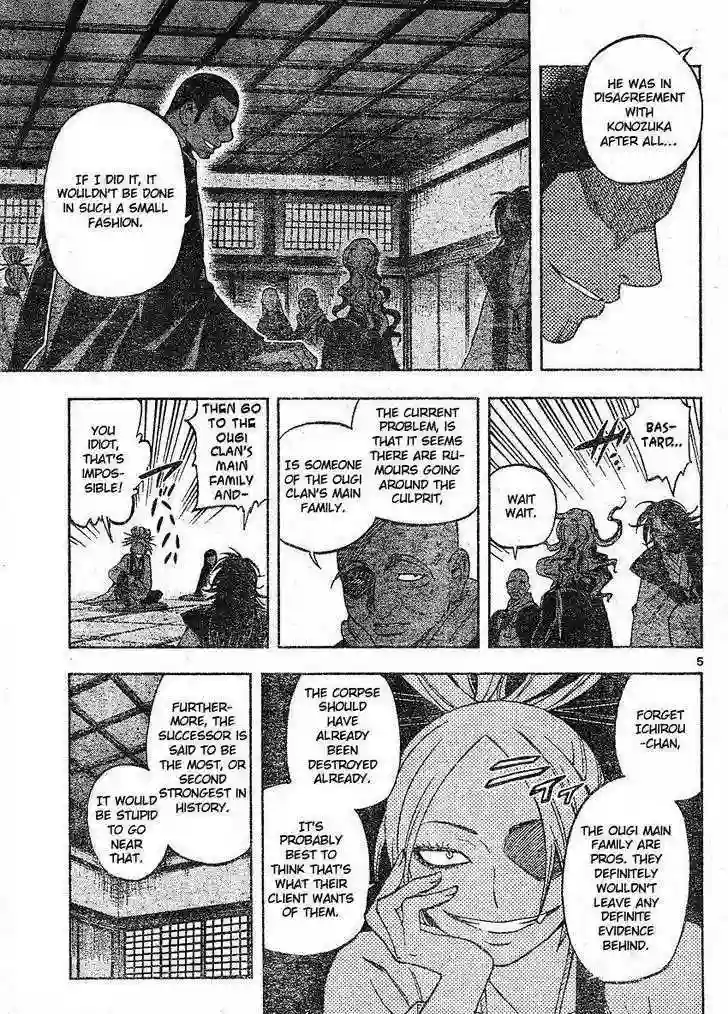 HE WAS IN
DISAGREEMENT
WITH
KONOZUKA
AFTER ALL...
IF I DID IT, IT
WOULDN'T BE DONE
IN SUCH A SMALL
FASHION.
BAS-
TARD...
WAIT
WAIT.
THE CURRENT
PROBLEM, IS
THAT IT SEEMS
THERE ARE RU-
MOURS GOING
AROUND THE
CULPRIT,
IS SOMEONE
OF THE OUGI
CLAN'S MAIN
FAMILY.
THEN GO
TO THE
OUGI
CLAN'S
MAIN
FAMILY
AND-
YOU
IDIOT,
THAT'S
IMPOS-
SIBLE!
5
FORGET
ICHIROU
-CHAN,
THE OUGI MAIN
FAMILY ARE
PROS. THEY
DEFINITELY
WOULDN'T
LEAVE ANY
DEFINITE
EVIDENCE
BEHIND.
THE CORPSE
SHOULD
HAVE
ALREADY
BEEN
DESTROYED
ALREADY.
IT'S
PROBABLY
BEST TO
THINK THAT'S
WHAT THEIR
CLIENT WANTS
OF THEM.
FURTHER-
MORE, THE
SUCCESSOR IS
SAID TO BE
THE MOST, OR
SECOND
STRONGEST IN
HISTORY.
IT WOULD
BE STUPID
TO GO
NEAR
THAT.